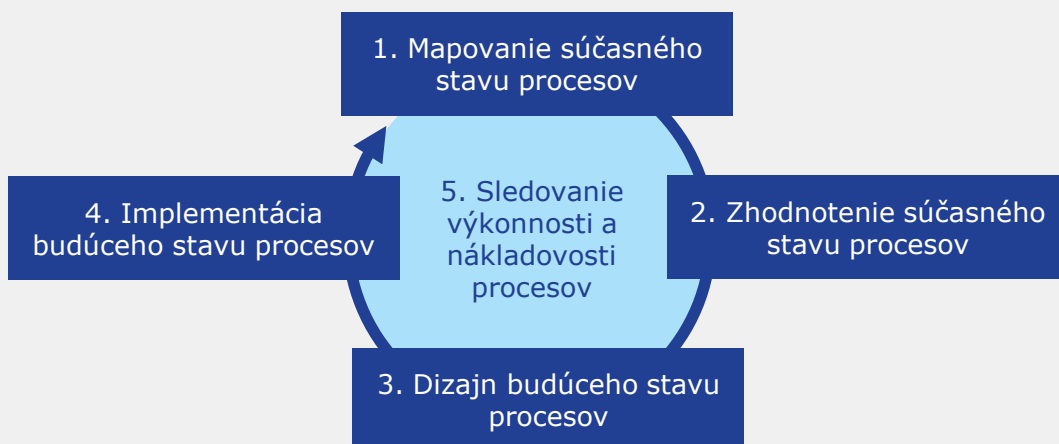 1. Mapovanie súčasného
stavu procesov
2. Zhodnotenie súčasného
stavu procesov
3. Dizajn budúceho stavu
procesov
4. Implementácia
budúceho stavu procesov
5. Sledovanie
výkonnosti a
nákladovosti
procesov